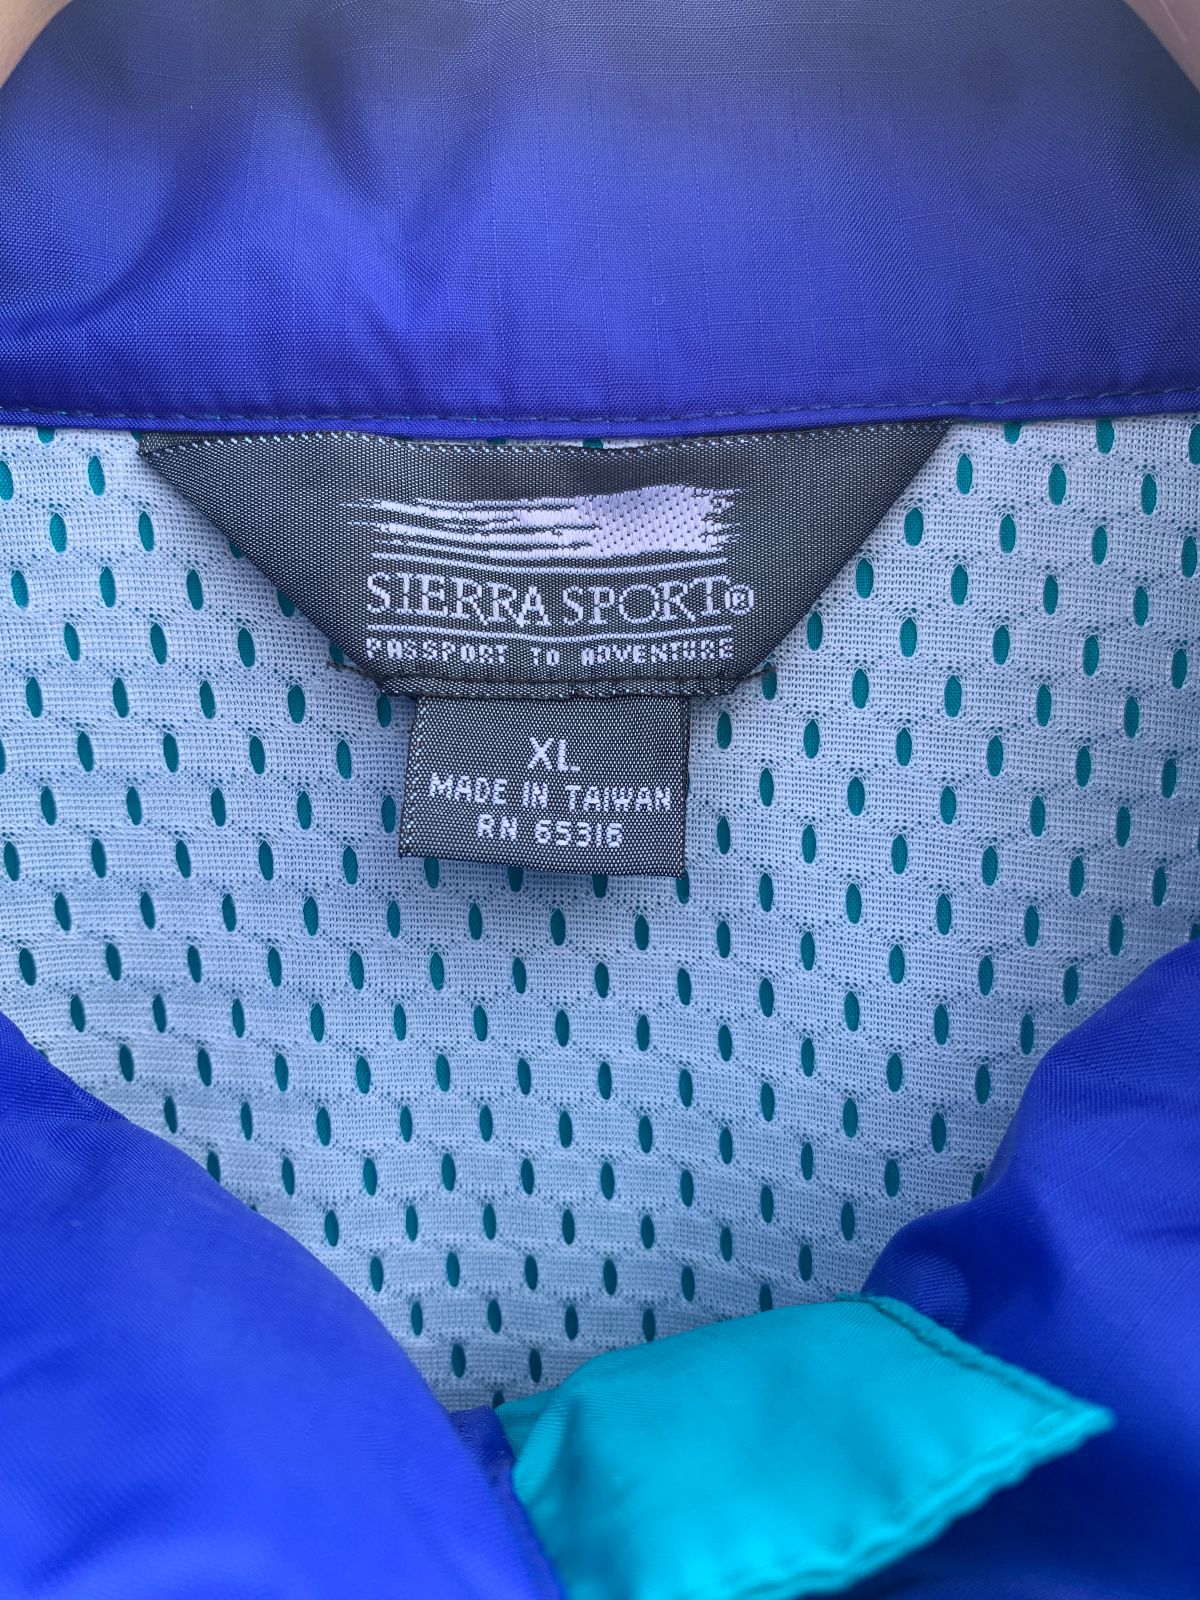 SIERRA SPORT®
PASSPORT TO ADVENTURE
XL
MADE IN TAIWAN
RN 65316